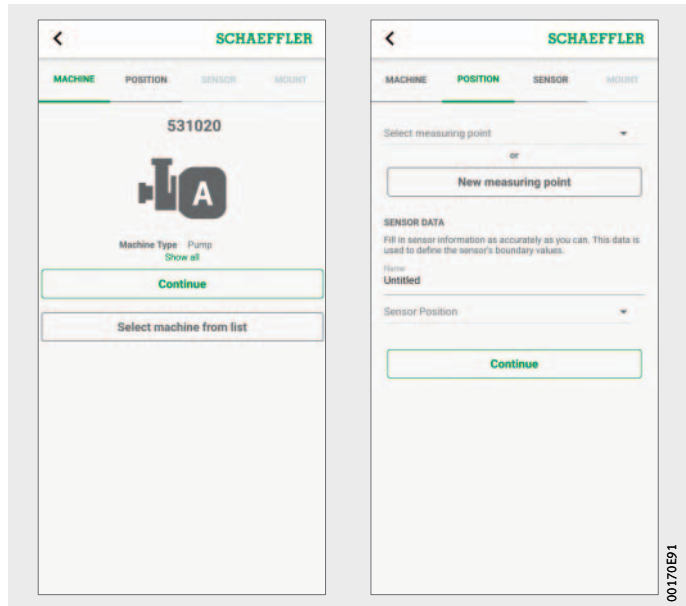 SCHAEFFLER
MACHINE POSITION SENSOR MOUNT
531020
A
Machine Type Pump
Show all
Continue
Select machine from list
SCHAEFFLER
MACHINE POSITION SENSOR MOUNT
Select measuring point
or
New measuring point
SENSOR DATA
Fill in sensor information as accurately as you can. This data is
used to define the sensor's boundary values.
Name
Untitled
Sensor Position
Continue
00170E91